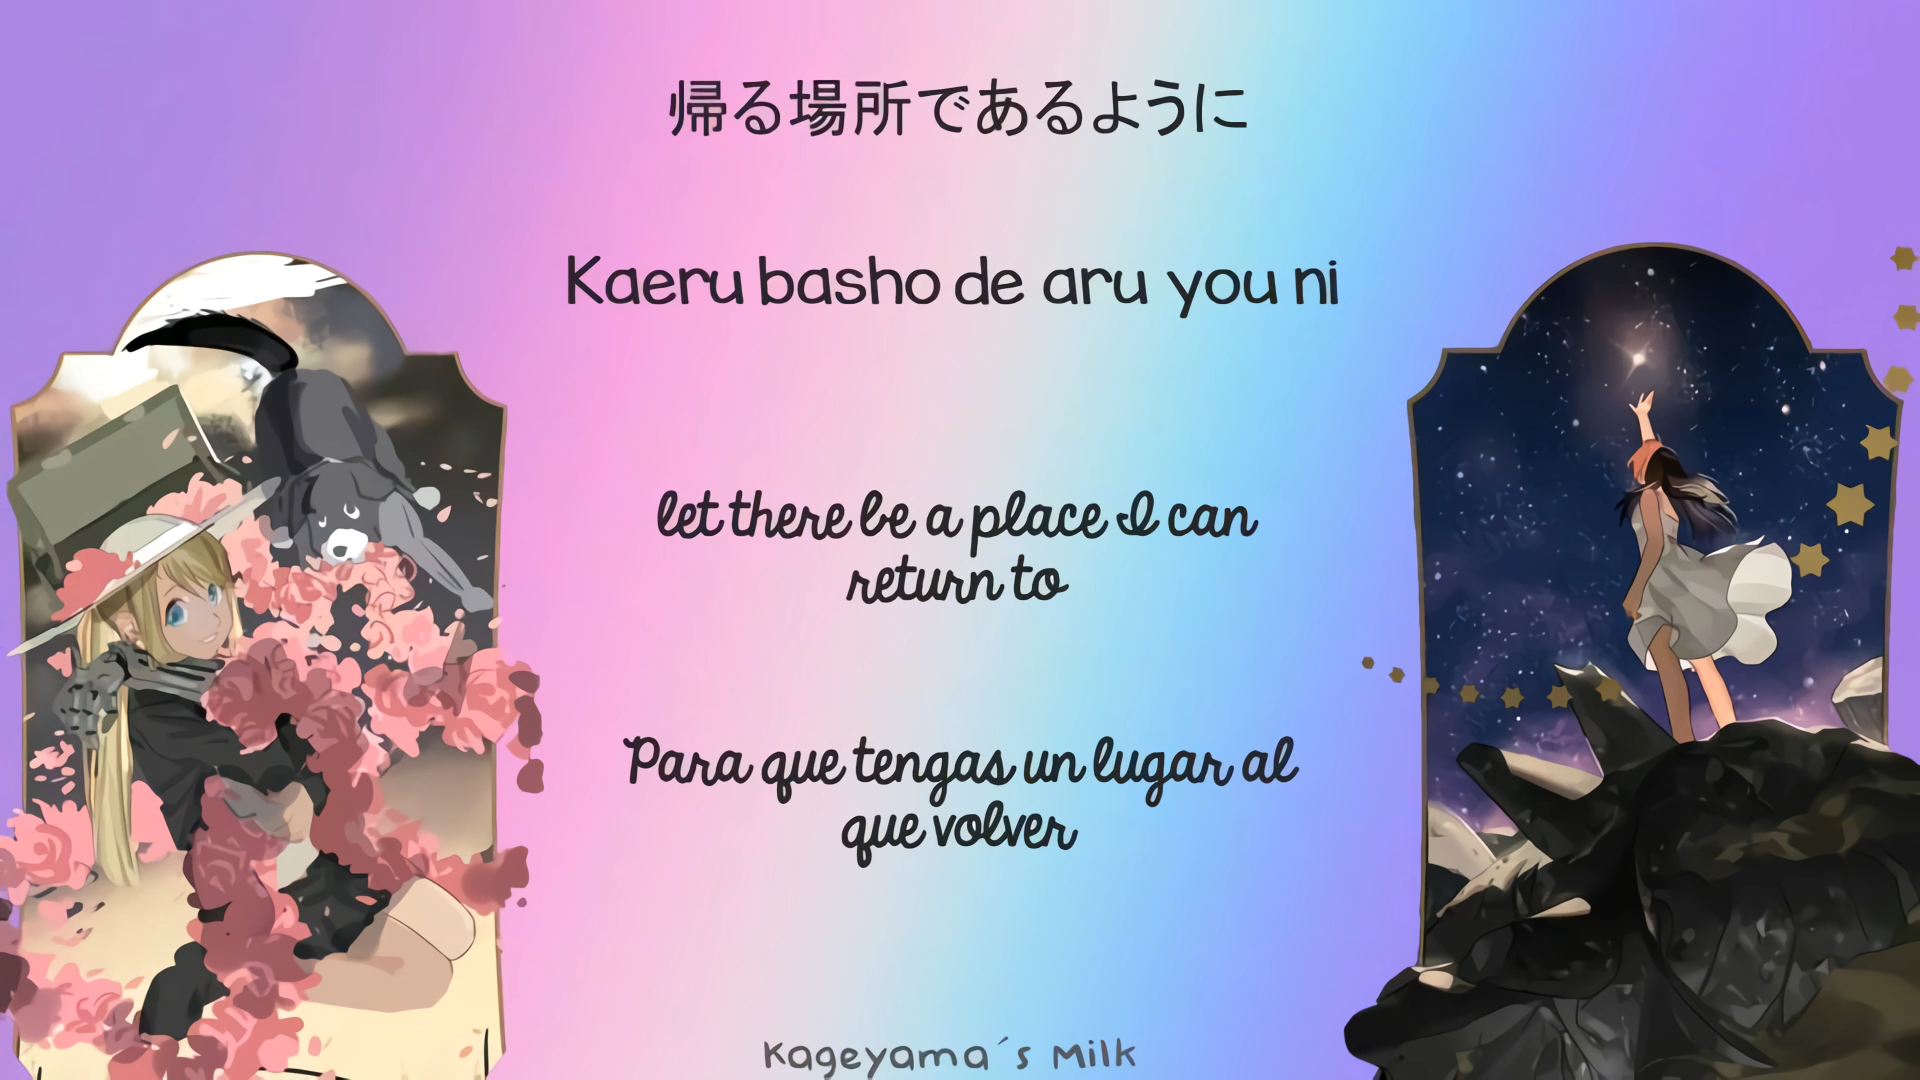 帰る場所であるように
Kaeru basho de aru you ni
let there be a place I can
return to
Para que tengas un lugar al
que volver
Kageyama´s Milk